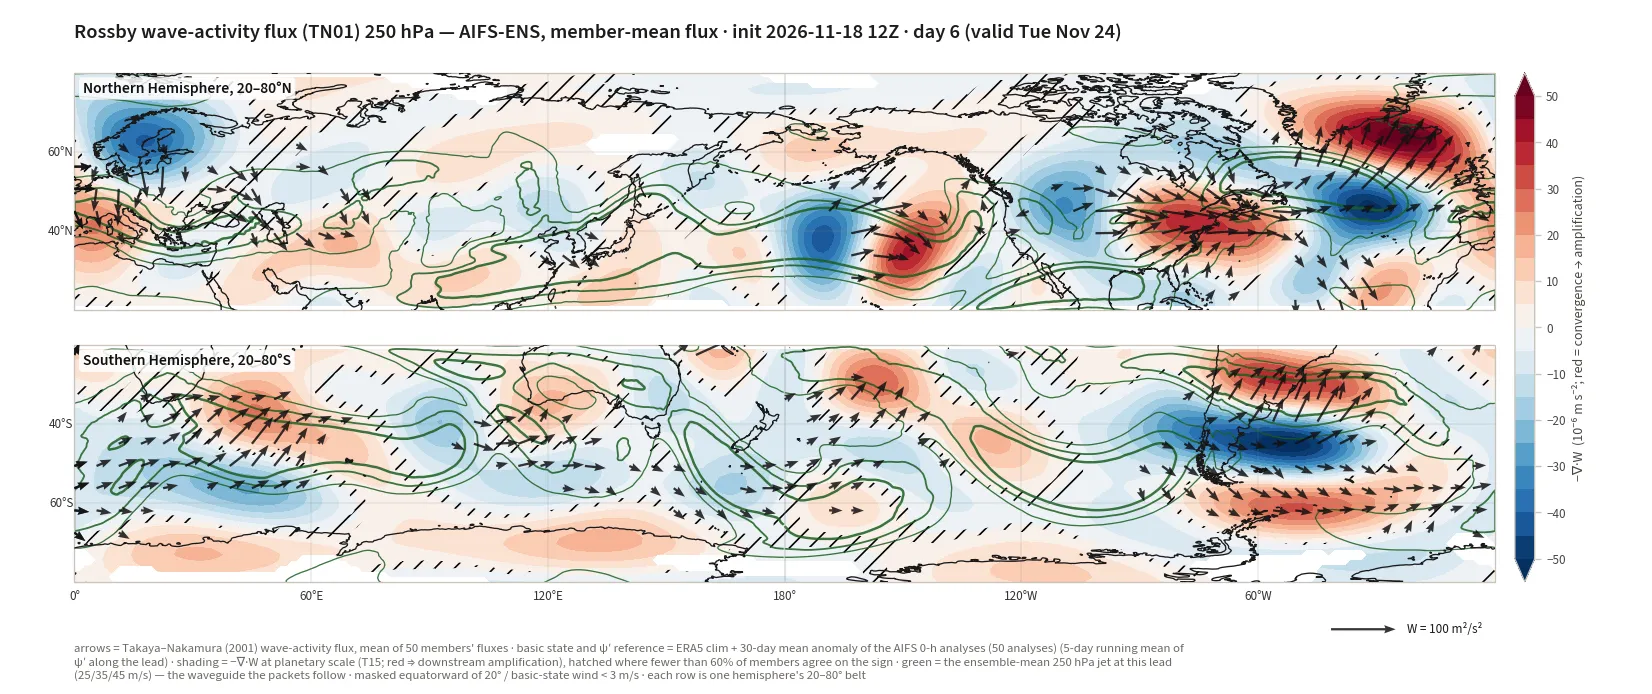 Rossby wave-activity flux (TN01) 250 hPa — AIFS-ENS, member-mean flux · init 2026-11-18 12Z · day 6 (valid Tue Nov 24)
Northern Hemisphere, 20–80°N
60°N
40°N
Southern Hemisphere, 20–80°S
40°S
60°S
0°
60°E
120°E
180°
120°W
60°W
50
40
30
20
10
0
−10
−20
−30
−40
−50
−∇·W (10⁻⁶ m s⁻²; red = convergence → amplification)
W = 100 m²/s²
arrows = Takaya–Nakamura (2001) wave-activity flux, mean of 50 members' fluxes · basic state and ψ' reference = ERA5 clim + 30-day mean anomaly of the AIFS 0-h analyses (50 analyses) (5-day running mean of
ψ' along the lead) · shading = −∇·W at planetary scale (T15; red ⇒ downstream amplification), hatched where fewer than 60% of members agree on the sign · green = the ensemble-mean 250 hPa jet at this lead
(25/35/45 m/s) — the waveguide the packets follow · masked equatorward of 20° / basic-state wind < 3 m/s · each row is one hemisphere's 20–80° belt